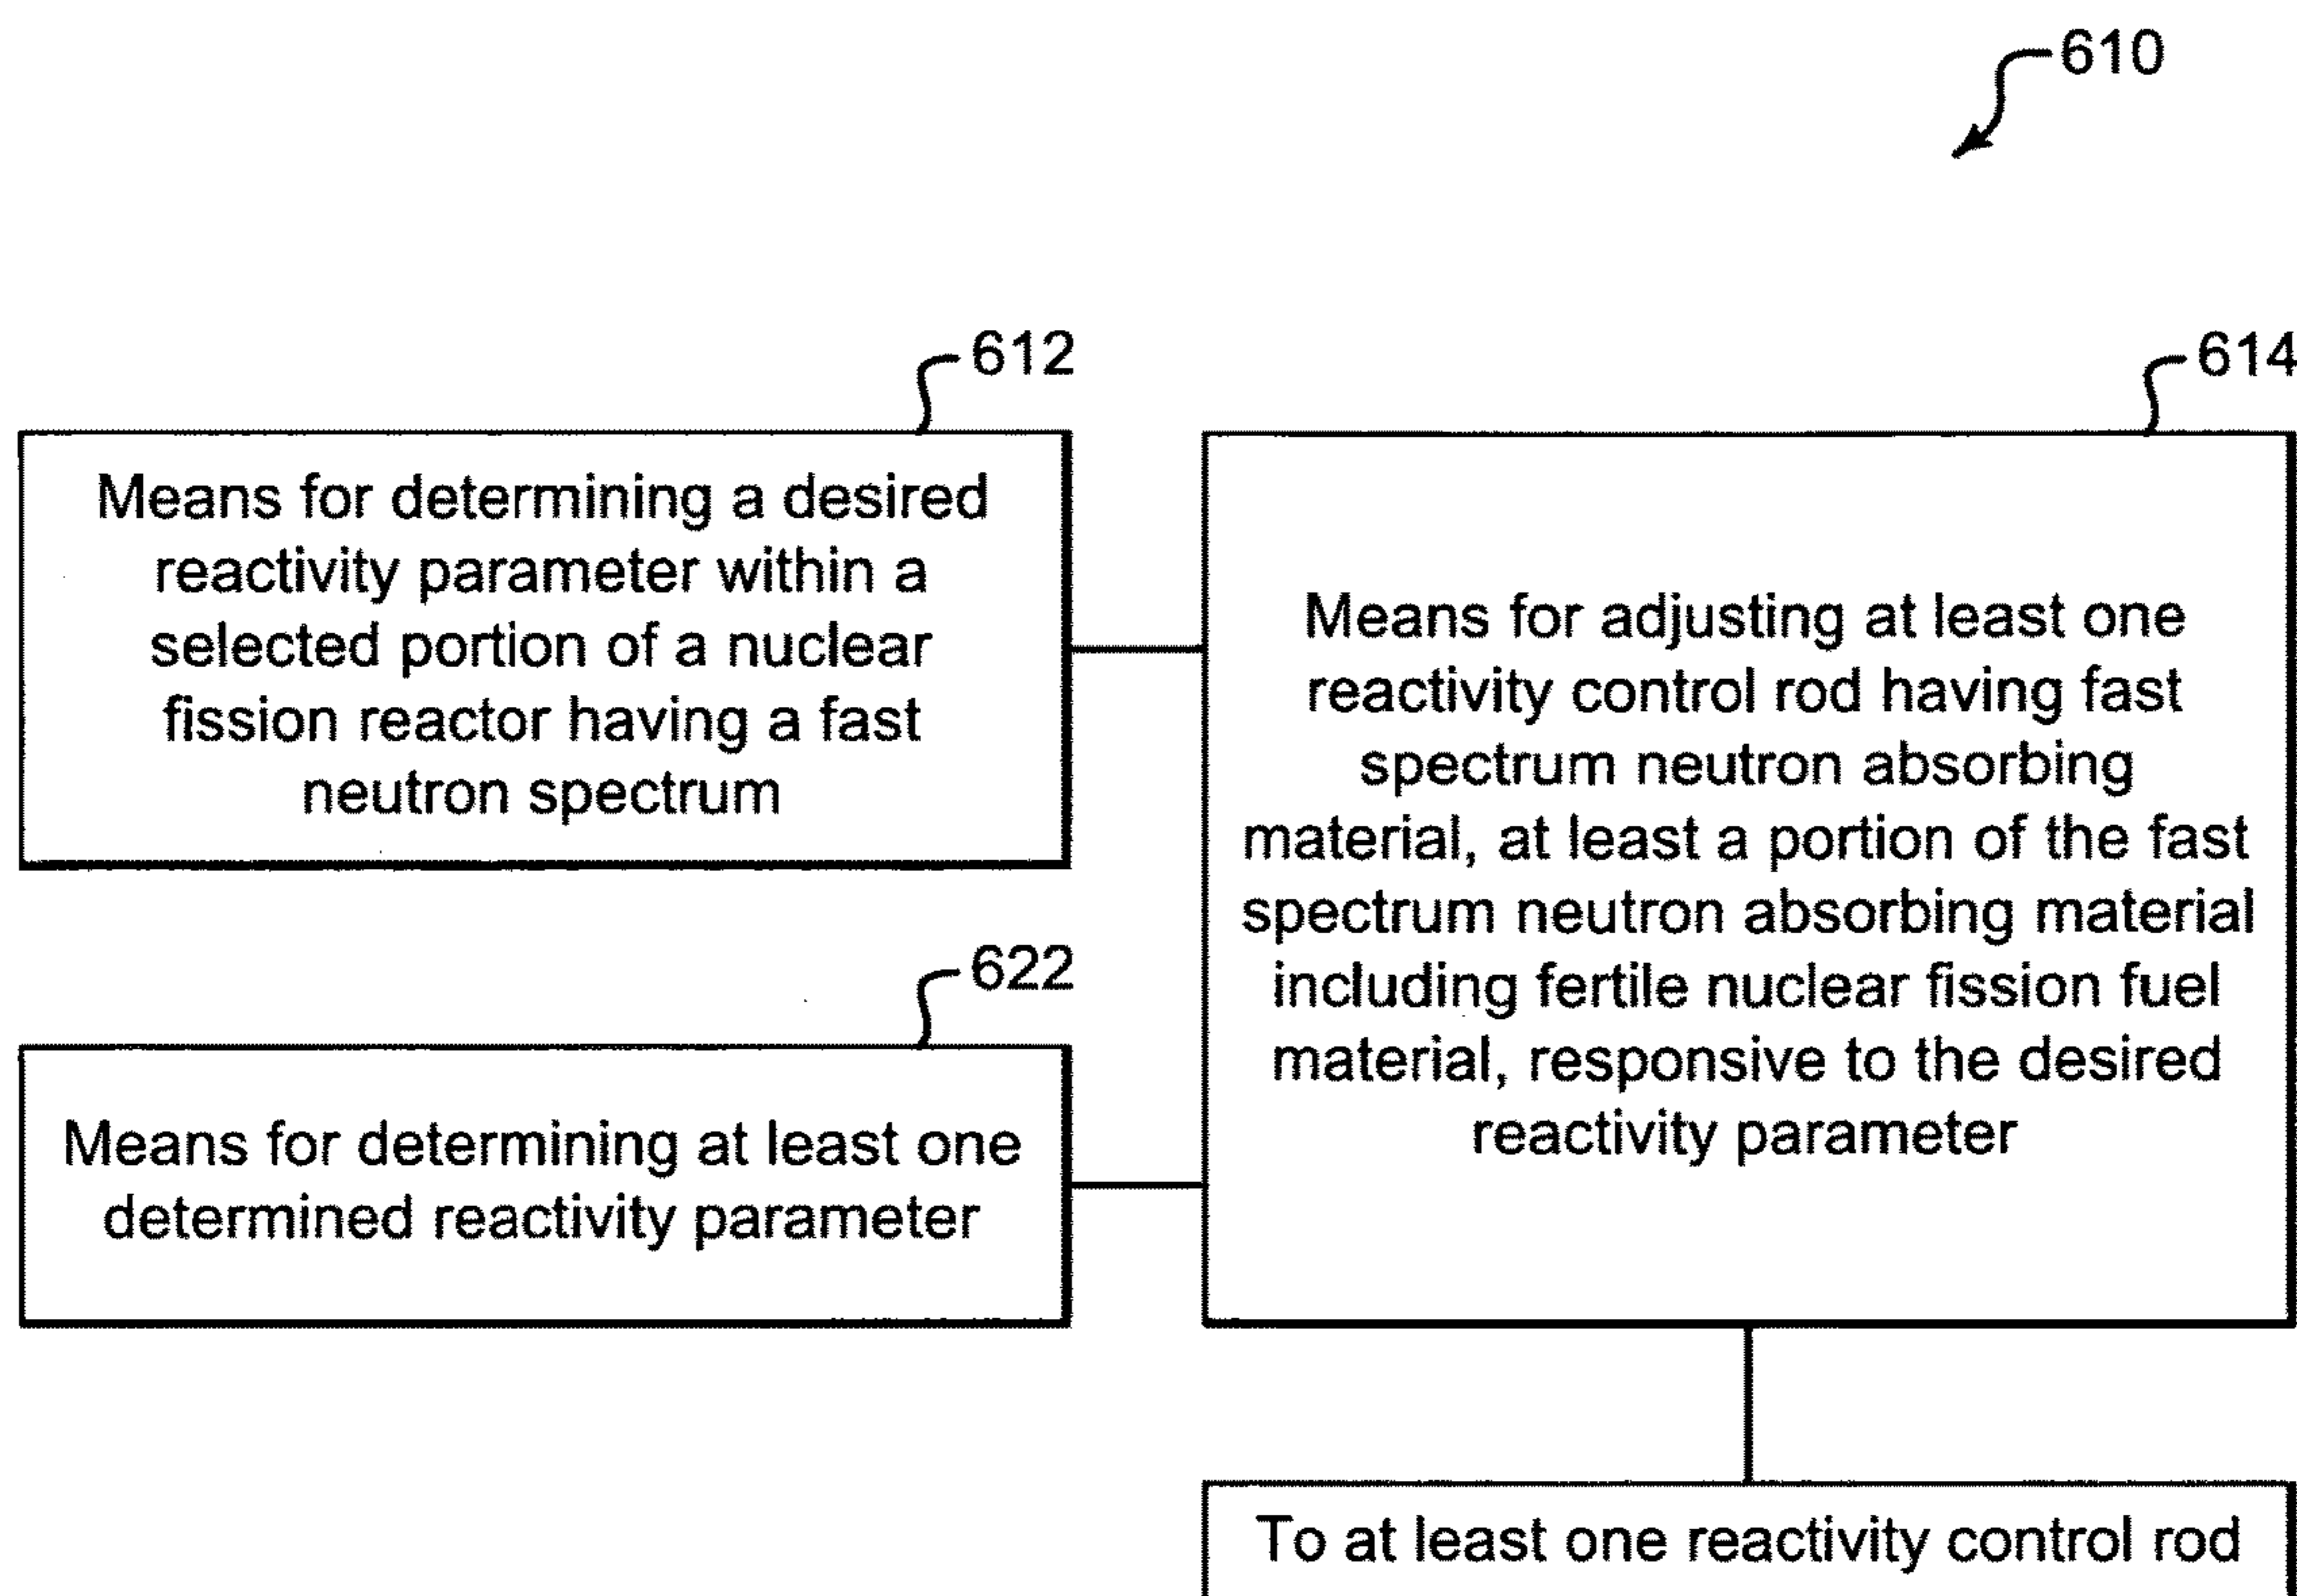 610
612
Means for determining a desired
reactivity parameter within a
selected portion of a nuclear
fission reactor having a fast
neutron spectrum
614
Means for adjusting at least one
reactivity control rod having fast
spectrum neutron absorbing
material, at least a portion of the fast
spectrum neutron absorbing material
including fertile nuclear fission fuel
material, responsive to the desired
reactivity parameter
622
Means for determining at least one
determined reactivity parameter
To at least one reactivity control rod